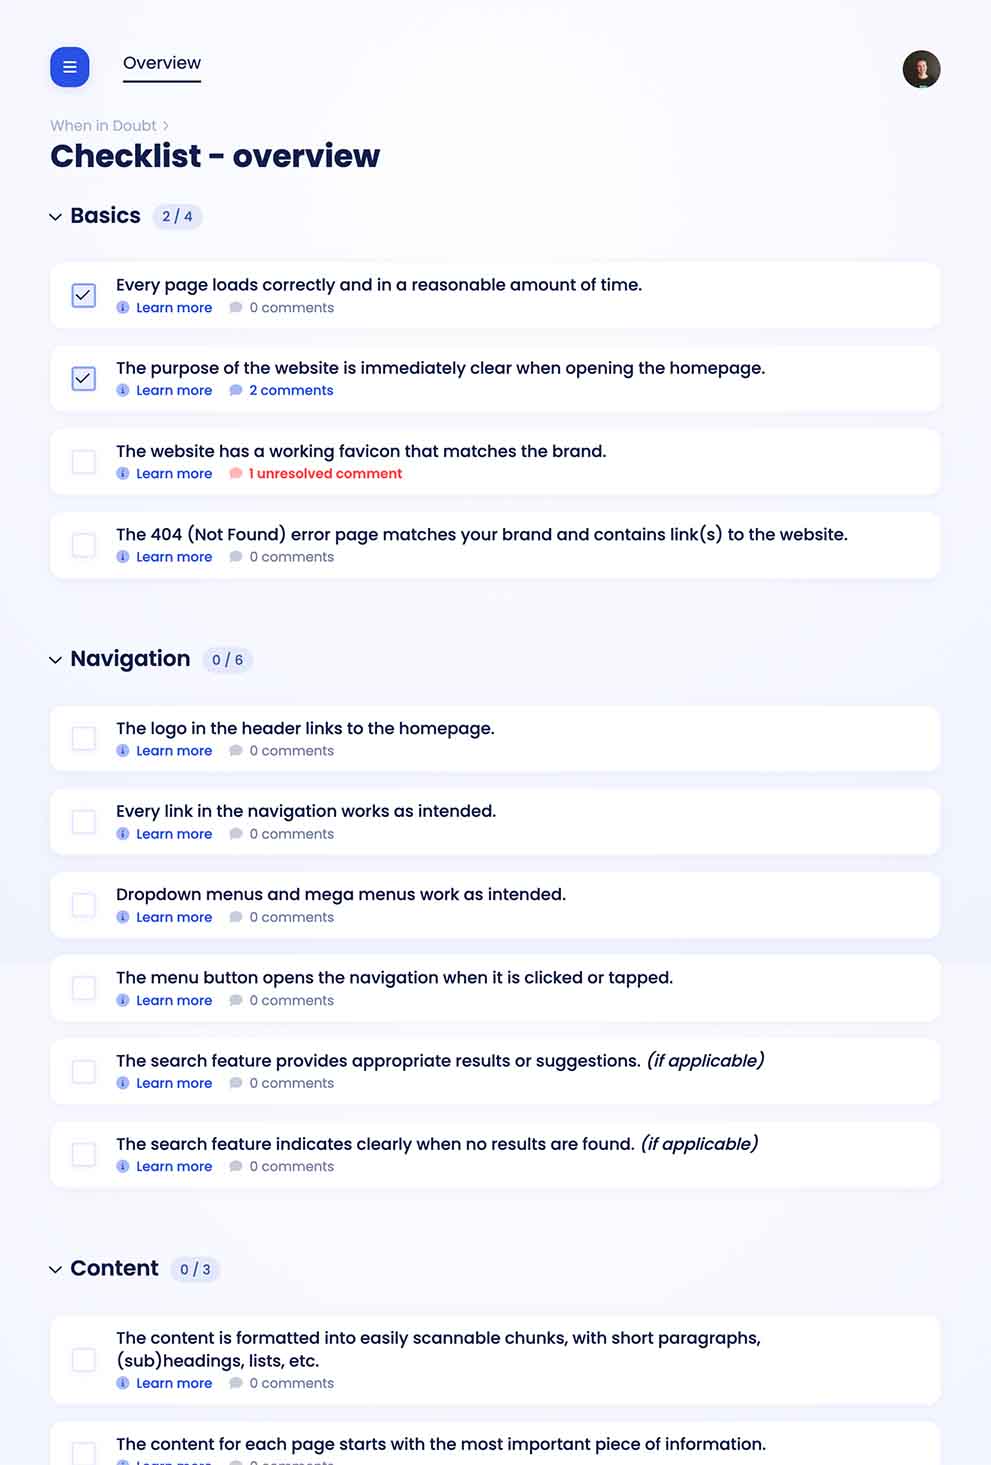 Overview
When in Doubt >
Checklist - overview
Basics 2 / 4
Every page loads correctly and in a reasonable amount of time.
Learn more 0 comments
The purpose of the website is immediately clear when opening the homepage.
Learn more 2 comments
The website has a working favicon that matches the brand.
Learn more 1 unresolved comment
The 404 (Not Found) error page matches your brand and contains link(s) to the website.
Learn more 0 comments
Navigation 0 / 6
The logo in the header links to the homepage.
Learn more 0 comments
Every link in the navigation works as intended.
Learn more 0 comments
Dropdown menus and mega menus work as intended.
Learn more 0 comments
The menu button opens the navigation when it is clicked or tapped.
Learn more 0 comments
The search feature provides appropriate results or suggestions. (if applicable)
Learn more 0 comments
The search feature indicates clearly when no results are found. (if applicable)
Learn more 0 comments
Content 0 / 3
The content is formatted into easily scannable chunks, with short paragraphs,
(sub)headings, lists, etc.
Learn more 0 comments
The content for each page starts with the most important piece of information.
Learn more 0 comments